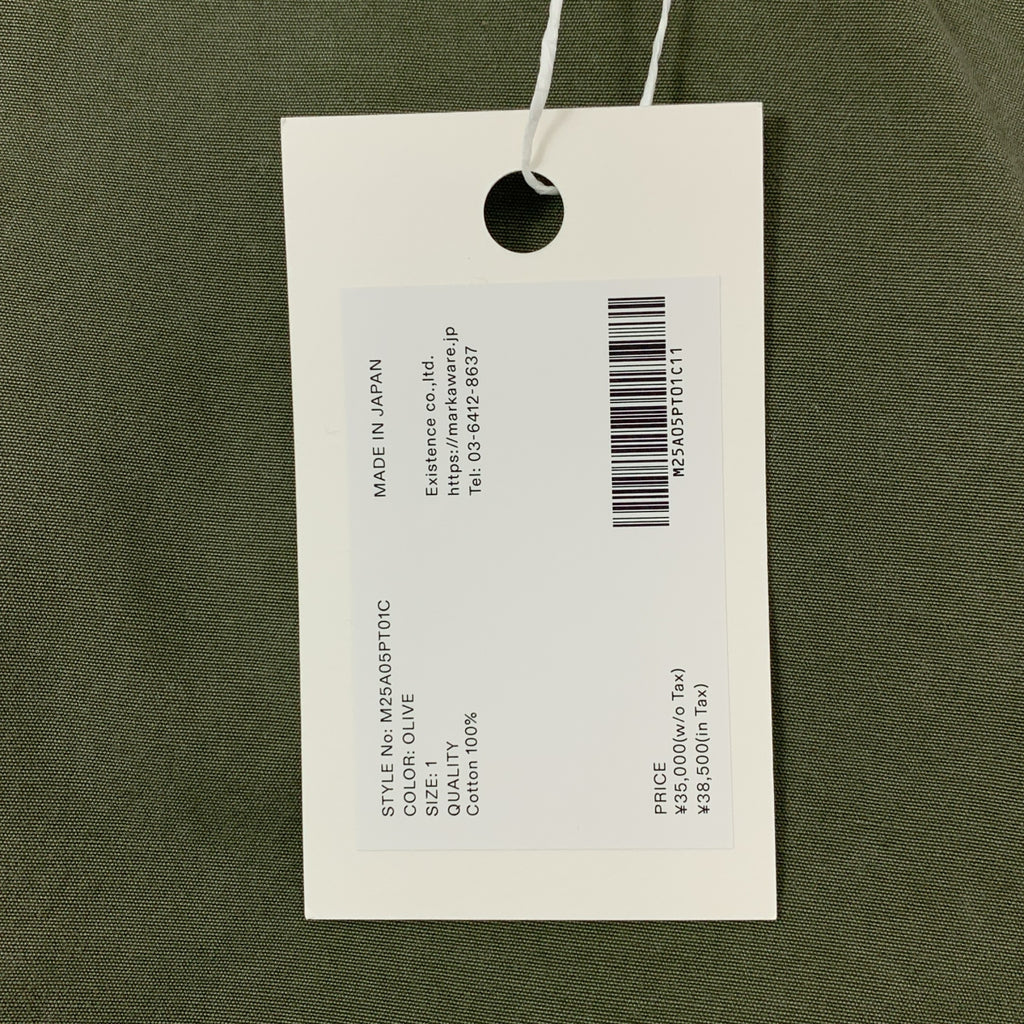 STYLE No: M25A05PT01C
COLOR: OLIVE
SIZE: 1
QUALITY
Cotton 100%
MADE IN JAPAN
Existence co.,ltd.
https://markaware.jp
Tel: 03-6412-8637
PRICE
¥35,000(w/o Tax)
¥38,500(in Tax)
M25A05PT01C11